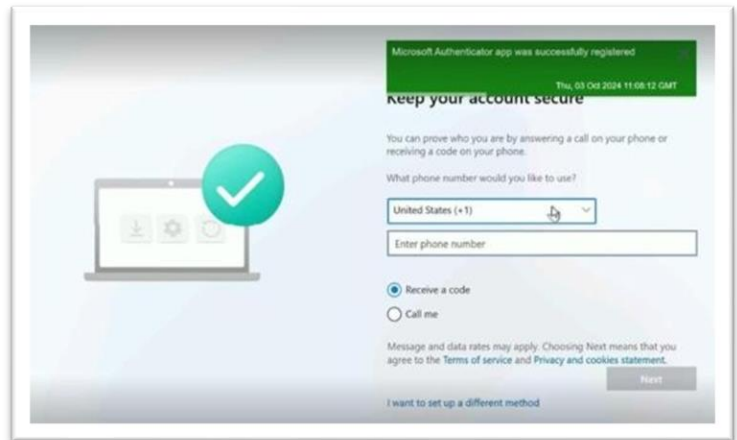 Microsoft Authenticator app was successfully registered
Thu, 03 Oct 2024 11:08:12 GMT
Keep your account secure
You can prove who you are by answering a call on your phone or
receiving a code on your phone.
What phone number would you like to use?
United States (+1)
Enter phone number
Receive a code
Call me
Message and data rates may apply. Choosing Next means that you
agree to the Terms of service and Privacy and cookies statement.
Next
I want to set up a different method